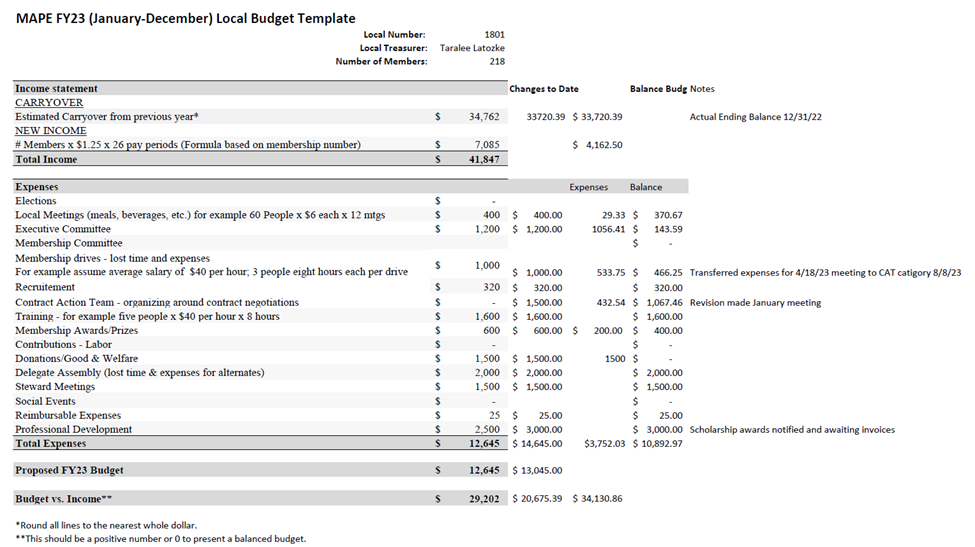 MAPE FY23 (January-December) Local Budget Template
Local Number: 1801
Local Treasurer: Taralee Latozke
Number of Members: 218
Income statement Changes to Date Balance Budg Notes
CARRYOVER
Estimated Carryover from previous year* $ 34,762 33720.39 $ 33,720.39 Actual Ending Balance 12/31/22
NEW INCOME
# Members x $1.25 x 26 pay periods (Formula based on membership number) $ 7,085 $ 4,162.50
Total Income $ 41,847
Expenses Expenses Balance
Elections $ -
Local Meetings (meals, beverages, etc.) for example 60 People x $6 each x 12 mtgs $ 400 $ 400.00 29.33 $ 370.67
Executive Committee $ 1,200 $ 1,200.00 1056.41 $ 143.59
Membership Committee $ -
Membership drives - lost time and expenses
For example assume average salary of $40 per hour; 3 people eight hours each per drive $ 1,000 $ 1,000.00 533.75 $ 466.25 Transferred expenses for 4/18/23 meeting to CAT catigory 8/8/23
Recruitement $ 320 $ 320.00 $ 320.00
Contract Action Team - organizing around contract negotiations $ - $ 1,500.00 432.54 $ 1,067.46 Revision made January meeting
Training - for example five people x $40 per hour x 8 hours $ 1,600 $ 1,600.00 $ 1,600.00
Membership Awards/Prizes $ 600 $ 600.00 $ 200.00 $ 400.00
Contributions - Labor $ - $ -
Donations/Good & Welfare $ 1,500 $ 1,500.00 1500 $ -
Delegate Assembly (lost time & expenses for alternates) $ 2,000 $ 2,000.00 $ 2,000.00
Steward Meetings $ 1,500 $ 1,500.00 $ 1,500.00
Social Events $ - $ -
Reimbursable Expenses $ 25 $ 25.00 $ 25.00
Professional Development $ 2,500 $ 3,000.00 $ 3,000.00 Scholarship awards notified and awaiting invoices
Total Expenses $ 12,645 $ 14,645.00 $3,752.03 $ 10,892.97
Proposed FY23 Budget $ 12,645 $ 13,045.00
Budget vs. Income** $ 29,202 $ 20,675.39 $ 34,130.86
*Round all lines to the nearest whole dollar.
**This should be a positive number or 0 to present a balanced budget.